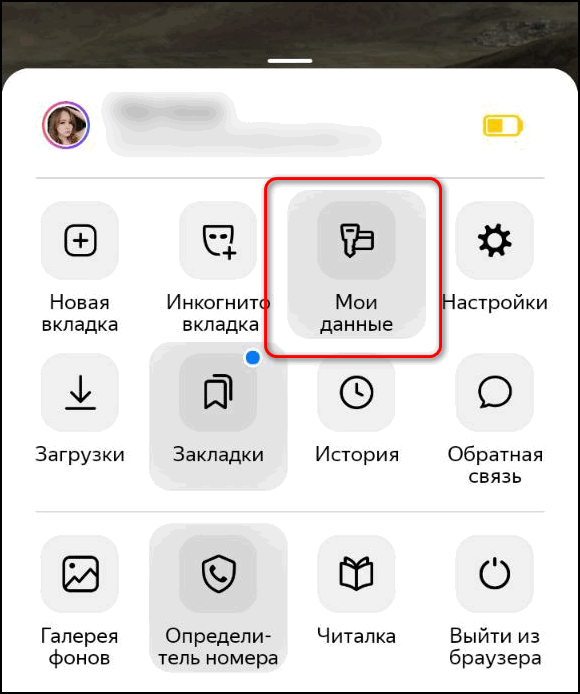 Новая
вкладка
Инкогнито
вкладка
Мои
данные
Настройки
Загрузки
Закладки
История
Обратная
связь
Галерея
фонов
Определи-
тель номера
Читалка
Выйти из
браузера